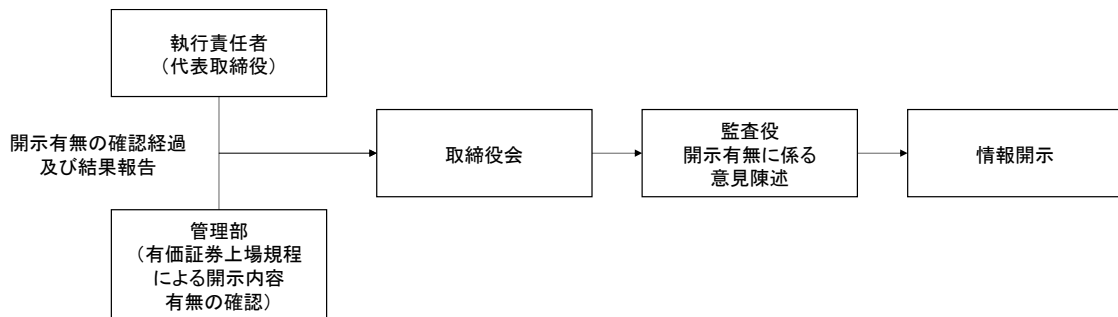 執行責任者
（代表取締役）
開示有無の確認経過
及び結果報告
管理部
（有価証券上場規程
による開示内容
有無の確認）
取締役会
監査役
開示有無に係る
意見陳述
情報開示